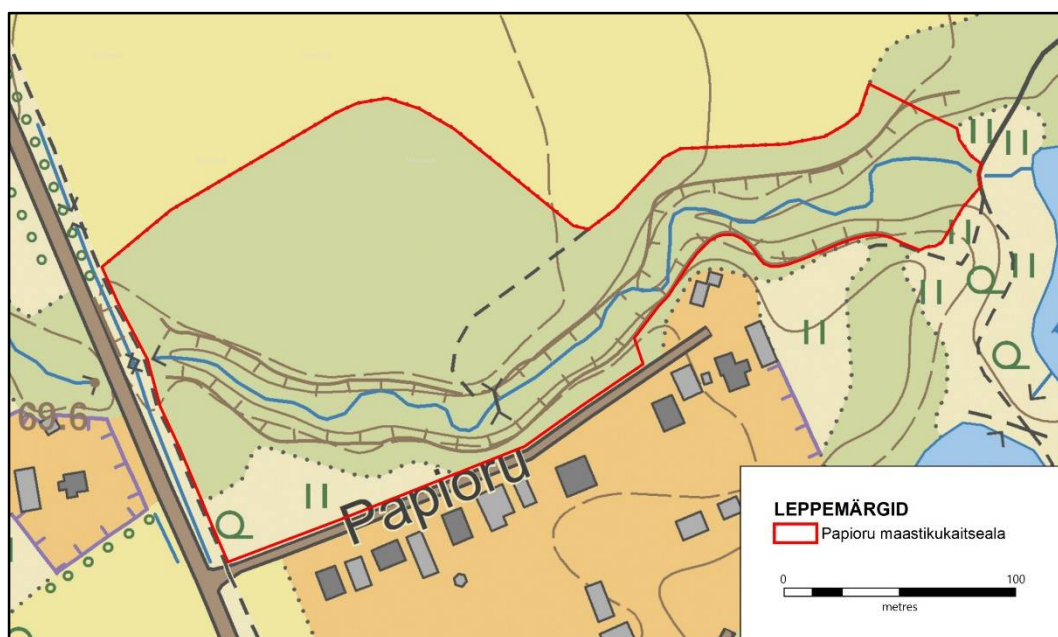 69.6
Papioru
LEPPEMÄRGID
Papioru maastikukaitseala
0 100
metres